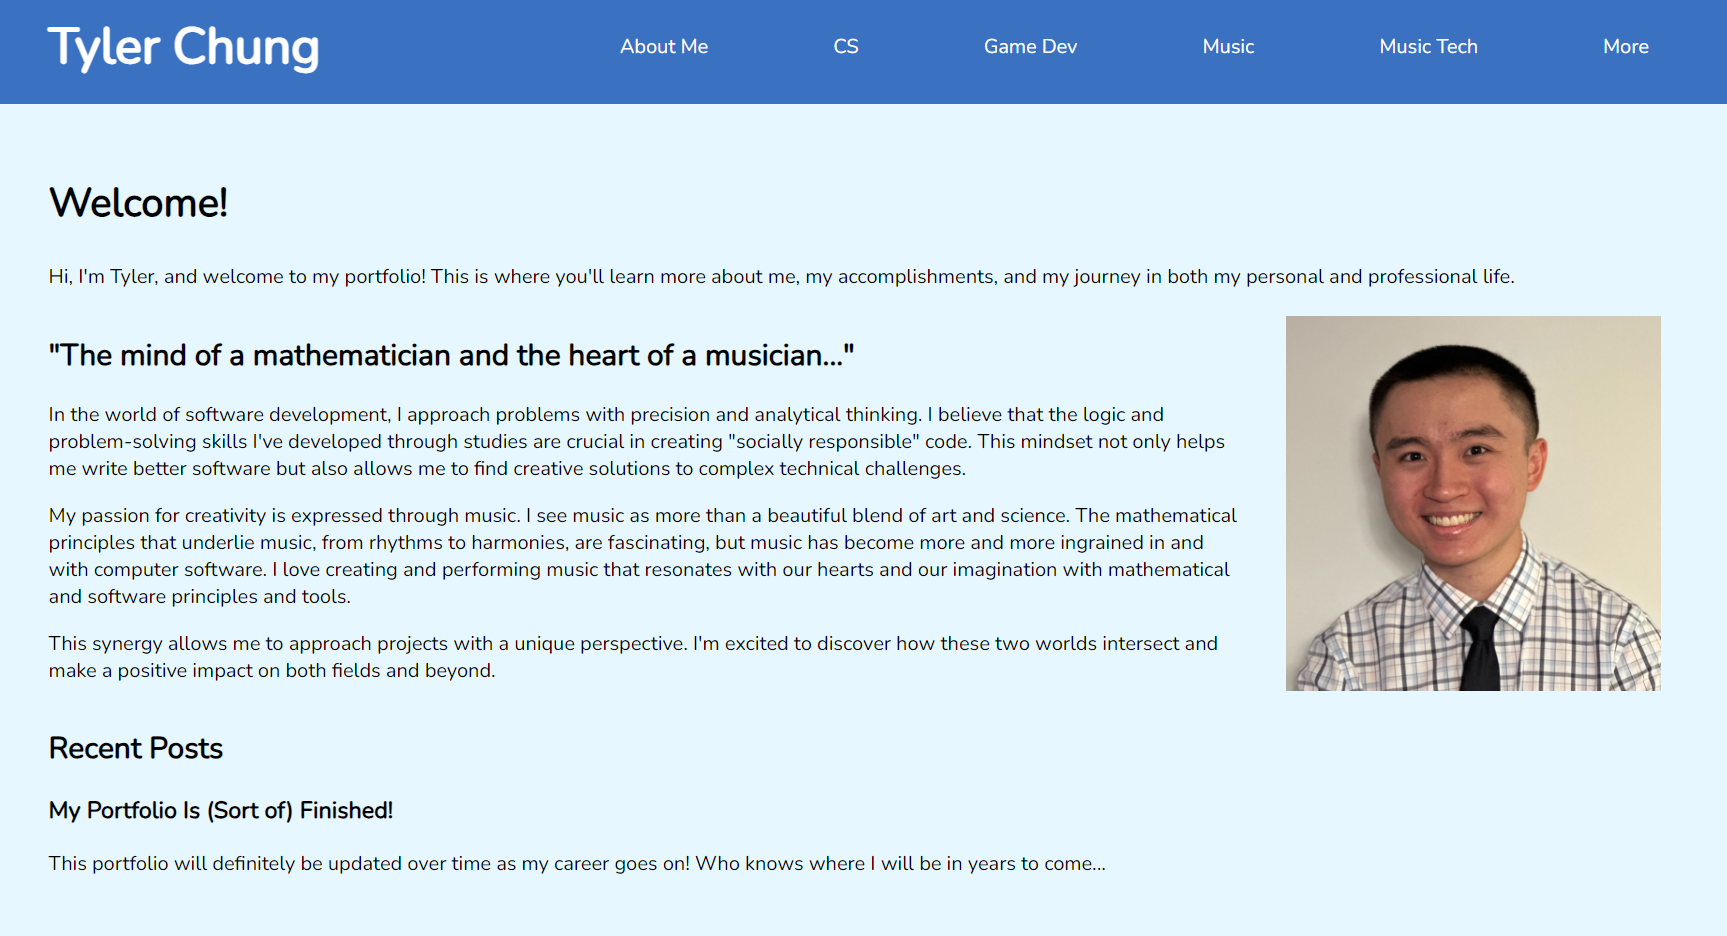 Tyler Chung
About Me CS Game Dev Music Music Tech More
Welcome!
Hi, I'm Tyler, and welcome to my portfolio! This is where you'll learn more about me, my accomplishments, and my journey in both my personal and professional life.
"The mind of a mathematician and the heart of a musician..."
In the world of software development, I approach problems with precision and analytical thinking. I believe that the logic and
problem-solving skills I've developed through studies are crucial in creating "socially responsible" code. This mindset not only helps
me write better software but also allows me to find creative solutions to complex technical challenges.
My passion for creativity is expressed through music. I see music as more than a beautiful blend of art and science. The mathematical
principles that underlie music, from rhythms to harmonies, are fascinating, but music has become more and more ingrained in and
with computer software. I love creating and performing music that resonates with our hearts and our imagination with mathematical
and software principles and tools.
This synergy allows me to approach projects with a unique perspective. I'm excited to discover how these two worlds intersect and
make a positive impact on both fields and beyond.
Recent Posts
My Portfolio Is (Sort of) Finished!
This portfolio will definitely be updated over time as my career goes on! Who knows where I will be in years to come...